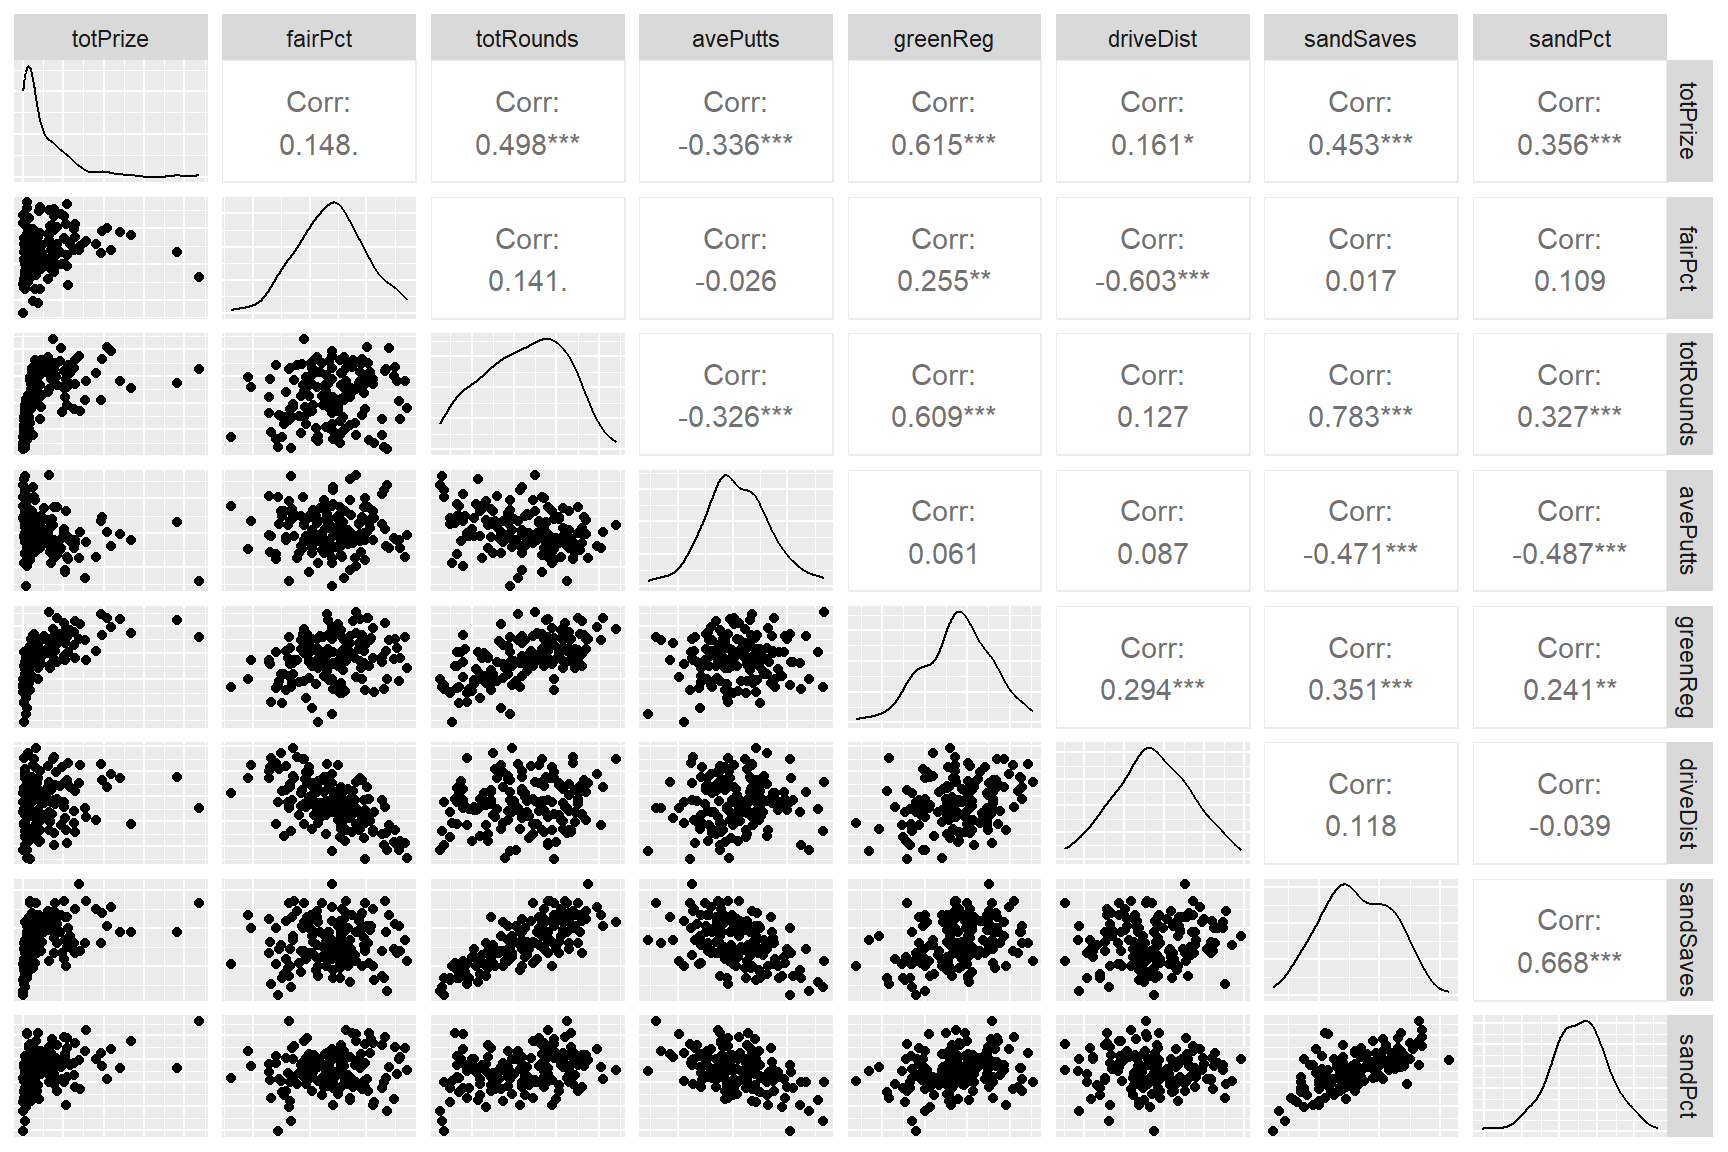 totPrize fairPct totRounds avePutts greenReg driveDist sandSaves sandPct
Corr: Corr: Corr: Corr: Corr: Corr: Corr:
0.148. 0.498*** -0.336*** 0.615*** 0.161* 0.453*** 0.356***
totPrize
Corr: Corr: Corr: Corr: Corr: Corr:
0.141. -0.026 0.255** -0.603*** 0.017 0.109
fairPct
Corr: Corr: Corr: Corr: Corr:
-0.326*** 0.609*** 0.127 0.783*** 0.327***
totRounds
Corr: Corr: Corr: Corr:
0.061 0.087 -0.471*** -0.487***
avePutts
Corr: Corr: Corr:
0.294*** 0.351*** 0.241**
greenReg
Corr: Corr:
0.118 -0.039
driveDist
Corr:
0.668***
sandSaves
sandPct